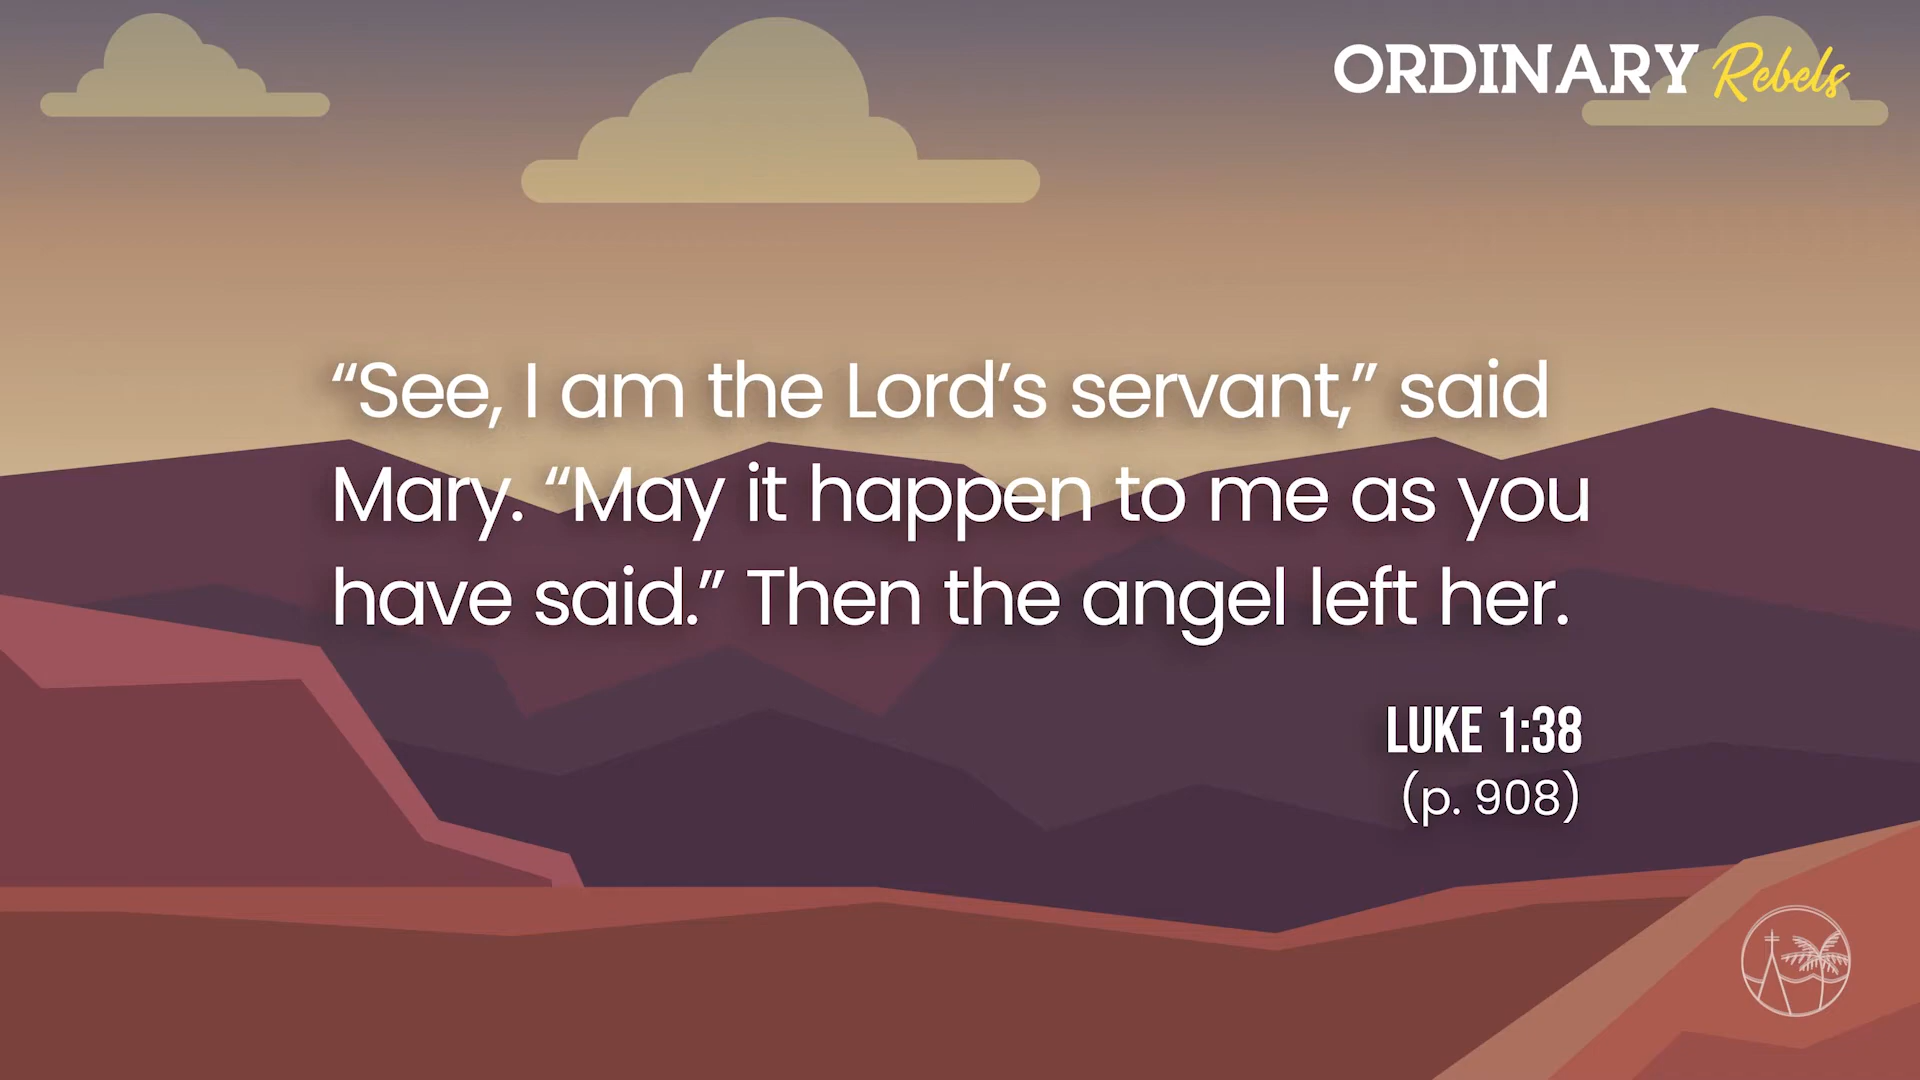 ORDINARY Rebels
“See, I am the Lord’s servant,” said
Mary. “May it happen to me as you
have said.” Then the angel left her.
LUKE 1:38
(p. 908)